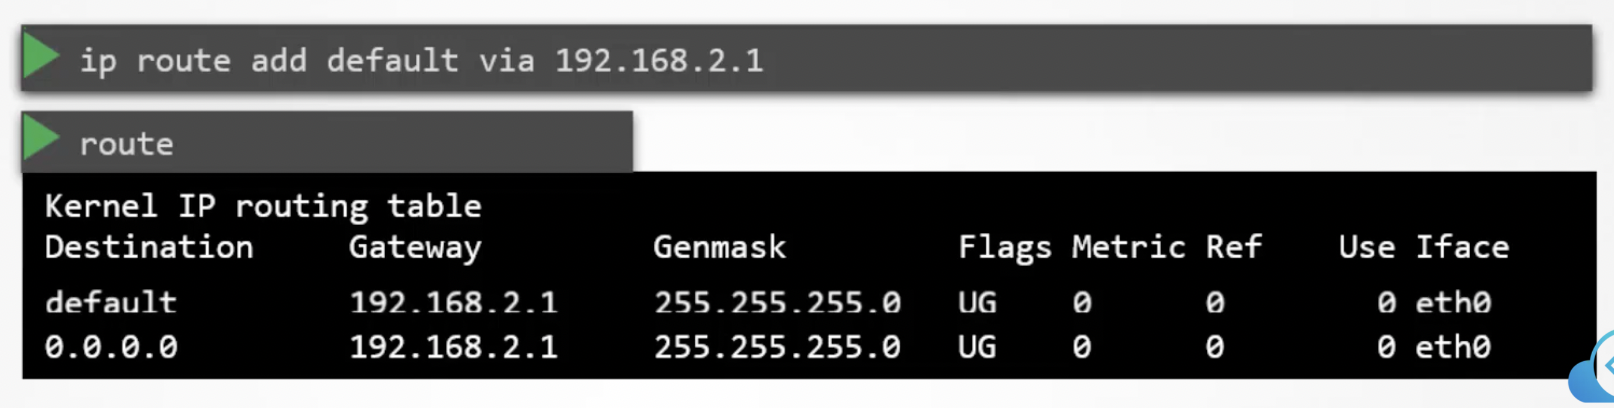 ip route add default via 192.168.2.1
route
Kernel IP routing table
Destination Gateway Genmask Flags Metric Ref Use Iface
default 192.168.2.1 255.255.255.0 UG 0 0 0 eth0
0.0.0.0 192.168.2.1 255.255.255.0 UG 0 0 0 eth0